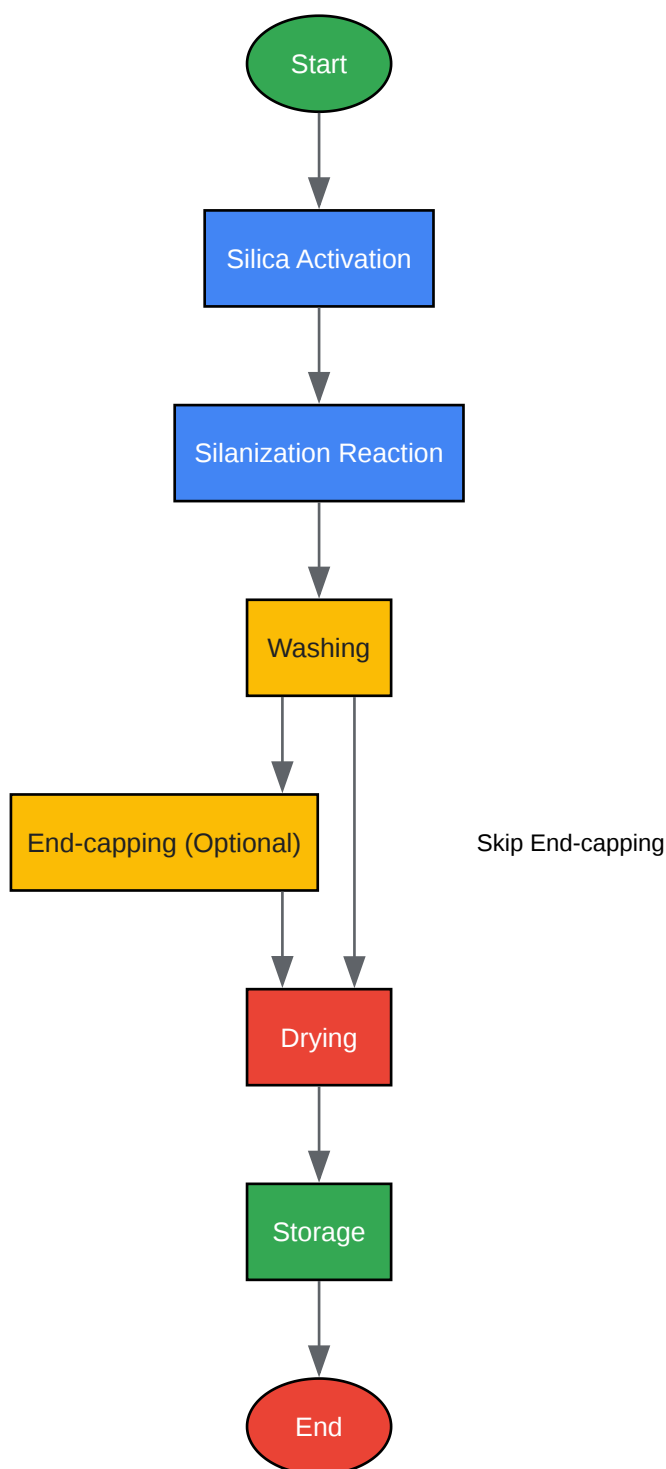 Start
Silica Activation
Silanization Reaction
Washing
End-capping (Optional)
Skip End-capping
Drying
Storage
End